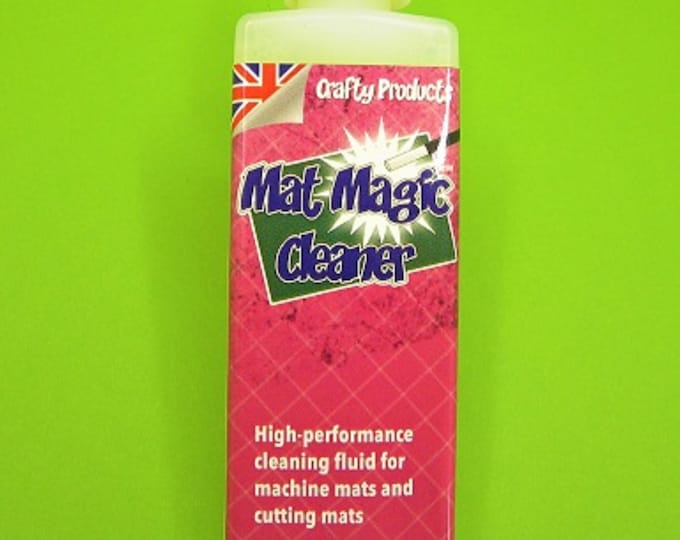 Crafty Products
Mat Magic
Cleaner
High-performance
cleaning fluid for
machine mats and
cutting mats